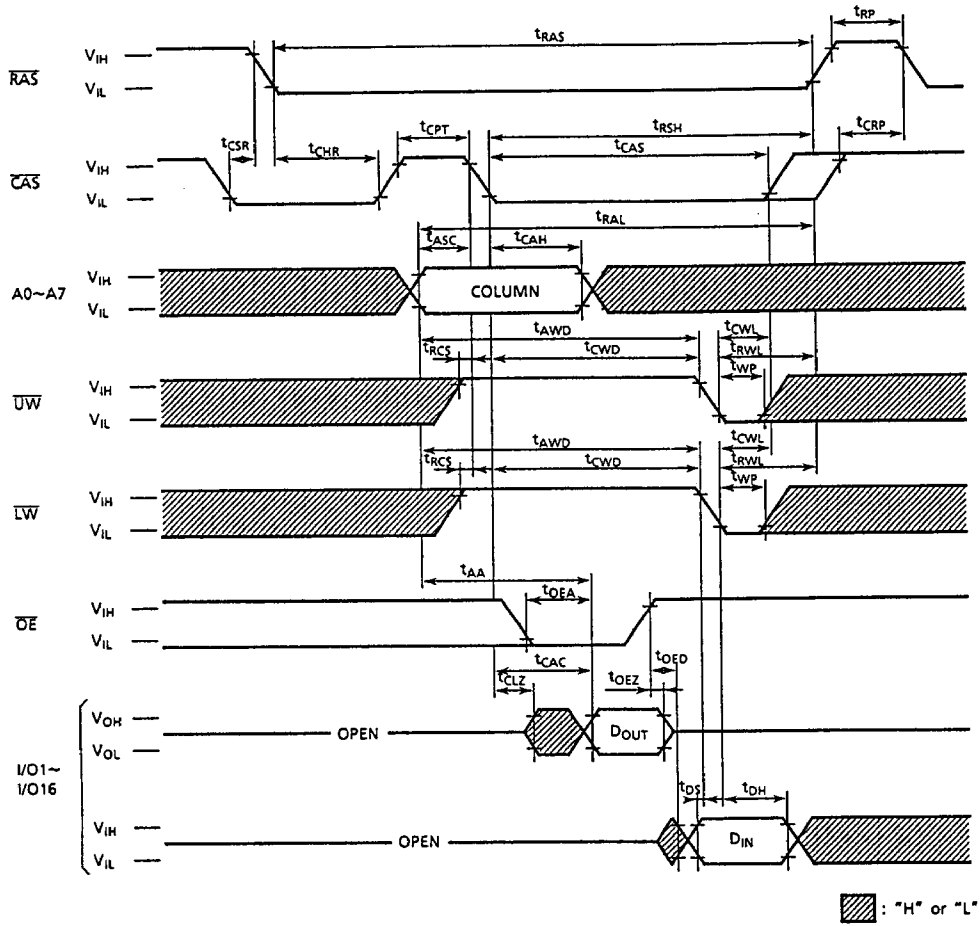 tRP
tRAS
RAS
VIH
VIL
tCPT
tRSH
tCRP
tCSR
tCHR
tCAS
CAS
VIH
VIL
tRAL
tASC
tCAH
A0~A7
VIH
VIL
COLUMN
tAWD
tCWL
tRCS
tCWD
tRWL
tWP
UW
VIH
VIL
tAWD
tCWL
tRCS
tCWD
tRWL
tWP
LW
VIH
VIL
tAA
tOEA
OE
VIH
VIL
tCAC
tOED
tCLZ
tOEZ
VOH
VOL
OPEN
DOUT
I/O1~
I/O16
tDS
tDH
VIH
VIL
OPEN
DIN
: "H" or "L"